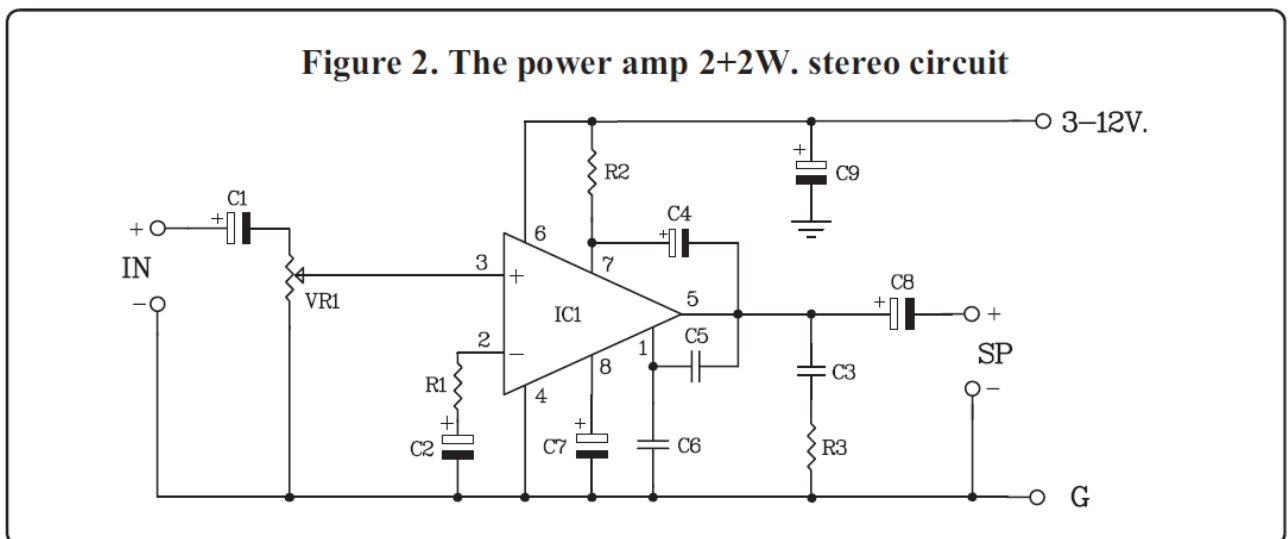 Figure 2. The power amp 2+2W. stereo circuit
3–12V.
+
C9
R2
C1
+
C4
+
+
IN
–
VR1
3
+
6
7
IC1
5
C5
1
C8
+
+
SP
–
2
–
R1
4
8
+
C2
+
C7
C6
C3
R3
G